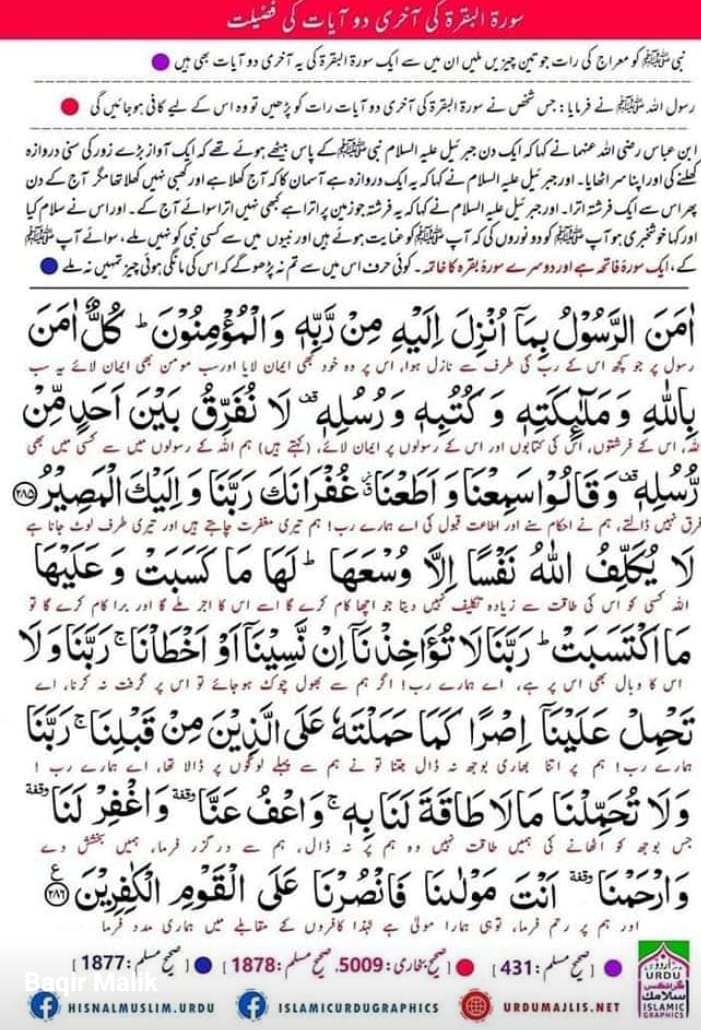 سورۃ البقرۃ کی آخری دو آیات کی فضیلت
نبی ﷺ کو معراج کی رات جو تین چیزیں ملیں ان میں سے ایک سورۃ البقرۃ کی یہ آخری دو آیات بھی ہیں
رسول اللہ ﷺ نے فرمایا: جس شخص نے سورۃ البقرۃ کی آخری دو آیات رات کو پڑھیں تو وہ اس کے لیے کافی ہو جائیں گی
ابن عباس رضی اللہ عنہما نے کہا کہ ایک دن جبرئیل علیہ السلام نبی ﷺ کے پاس بیٹھے ہوئے تھے کہ ایک آواز بڑے زور کی سنی دروازہ
کھلنے کی اور اپنا سر اٹھایا۔ اور جبرئیل علیہ السلام نے کہا کہ یہ ایک دروازہ ہے آسمان کا کہ آج کھلا ہے اور کبھی نہیں کھلا تھا مگر آج کے دن
پھر اس سے ایک فرشتہ اترا۔ اور جبرئیل علیہ السلام نے کہا کہ یہ فرشتہ جو زمین پر اترا ہے کبھی نہیں اترا سوائے آج کے۔ اور اس نے سلام کیا
اور کہا خوشخبری ہو آپ ﷺ کو دو نوروں کی کہ آپ ﷺ کو عنایت ہوئے ہیں اور نبیوں میں سے کسی نبی کو نہیں ملے، سوائے آپ ﷺ
کے، ایک سورۂ فاتحہ ہے اور دوسرے سورۂ بقرہ کا خاتمہ۔ کوئی حرف اس میں سے تم نہ پڑھو گے کہ اس کی مانگی ہوئی چیز تمہیں نہ ملے
اٰمَنَ الرَّسُوْلُ بِمَاۤ اُنْزِلَ اِلَیْهِ مِنْ رَّبِّهٖ وَالْمُؤْمِنُوْنَ ؕ كُلٌّ اٰمَنَ
رسول پر جو کچھ اس کے رب کی طرف سے نازل ہوا، اس پر وہ خود بھی ایمان لایا اور سب مومن بھی ایمان لائے یہ سب
بِاللّٰهِ وَ مَلٰٓىِٕكَتِهٖ وَ كُتُبِهٖ وَ رُسُلِهٖ ۫ لَا نُفَرِّقُ بَیْنَ اَحَدٍ مِّنْ
اللہ، اس کے فرشتوں، اس کی کتابوں اور اس کے رسولوں پر ایمان لائے، (کہتے ہیں) ہم اللہ کے رسولوں میں سے کسی میں بھی
رُّسُلِهٖ ۫ وَ قَالُوْا سَمِعْنَا وَ اَطَعْنَا ۫ غُفْرَانَكَ رَبَّنَا وَ اِلَیْكَ الْمَصِیْرُ ﴿۲۸۵﴾
فرق نہیں ڈالتے، ہم نے احکام سنے اور اطاعت قبول کی اے ہمارے رب! ہم تیری مغفرت چاہتے ہیں اور تیری طرف لوٹ جانا ہے
لَا یُكَلِّفُ اللّٰهُ نَفْسًا اِلَّا وُسْعَهَا ؕ لَهَا مَا كَسَبَتْ وَ عَلَیْهَا
اللہ کسی کو اس کی طاقت سے زیادہ تکلیف نہیں دیتا جو اچھا کام کرے گا اسے اس کا اجر ملے گا اور برا کام کرے گا تو
مَا اكْتَسَبَتْ ؕ رَبَّنَا لَا تُؤَاخِذْنَاۤ اِنْ نَّسِیْنَاۤ اَوْ اَخْطَاْنَا ۚ رَبَّنَا وَ لَا
اس کا وبال بھی اس پر ہے، اے ہمارے رب! اگر ہم سے بھول چوک ہو جائے تو اس پر گرفت نہ کرنا، اے
تَحْمِلْ عَلَیْنَاۤ اِصْرًا كَمَا حَمَلْتَهٗ عَلَی الَّذِیْنَ مِنْ قَبْلِنَا ۚ رَبَّنَا
ہمارے رب! ہم پر اتنا بھاری بوجھ نہ ڈال جتنا تو نے ہم سے پہلے لوگوں پر ڈالا تھا، اے ہمارے رب!
وَ لَا تُحَمِّلْنَا مَا لَا طَاقَةَ لَنَا بِهٖ ۚ وَ اعْفُ عَنَّا ٝ وَ اغْفِرْ لَنَا ٝ
جس بوجھ کو اٹھانے کی ہمیں طاقت نہیں وہ ہم پر نہ ڈال، ہم سے درگزر فرما، ہمیں بخشش دے
وَ ارْحَمْنَا ٝ اَنْتَ مَوْلٰىنَا فَانْصُرْنَا عَلَی الْقَوْمِ الْكٰفِرِیْنَ ﴿۲۸۶﴾ ع
اور ہم پر رحم فرما، تو ہی ہمارا مولیٰ ہے لہٰذا کافروں کے مقابلے میں ہماری مدد فرما
[صحیح مسلم: 431] [صحیح بخاری: 5009، صحیح مسلم: 1878] [صحیح مسلم: 1877]
Baqir Malik
HISNALMUSLIM.URDU ISLAMICURDUGRAPHICS URDUMAJLIS.NET
اردو
URDU
گرافکس
اسلامک
ISLAMIC
GRAPHICS